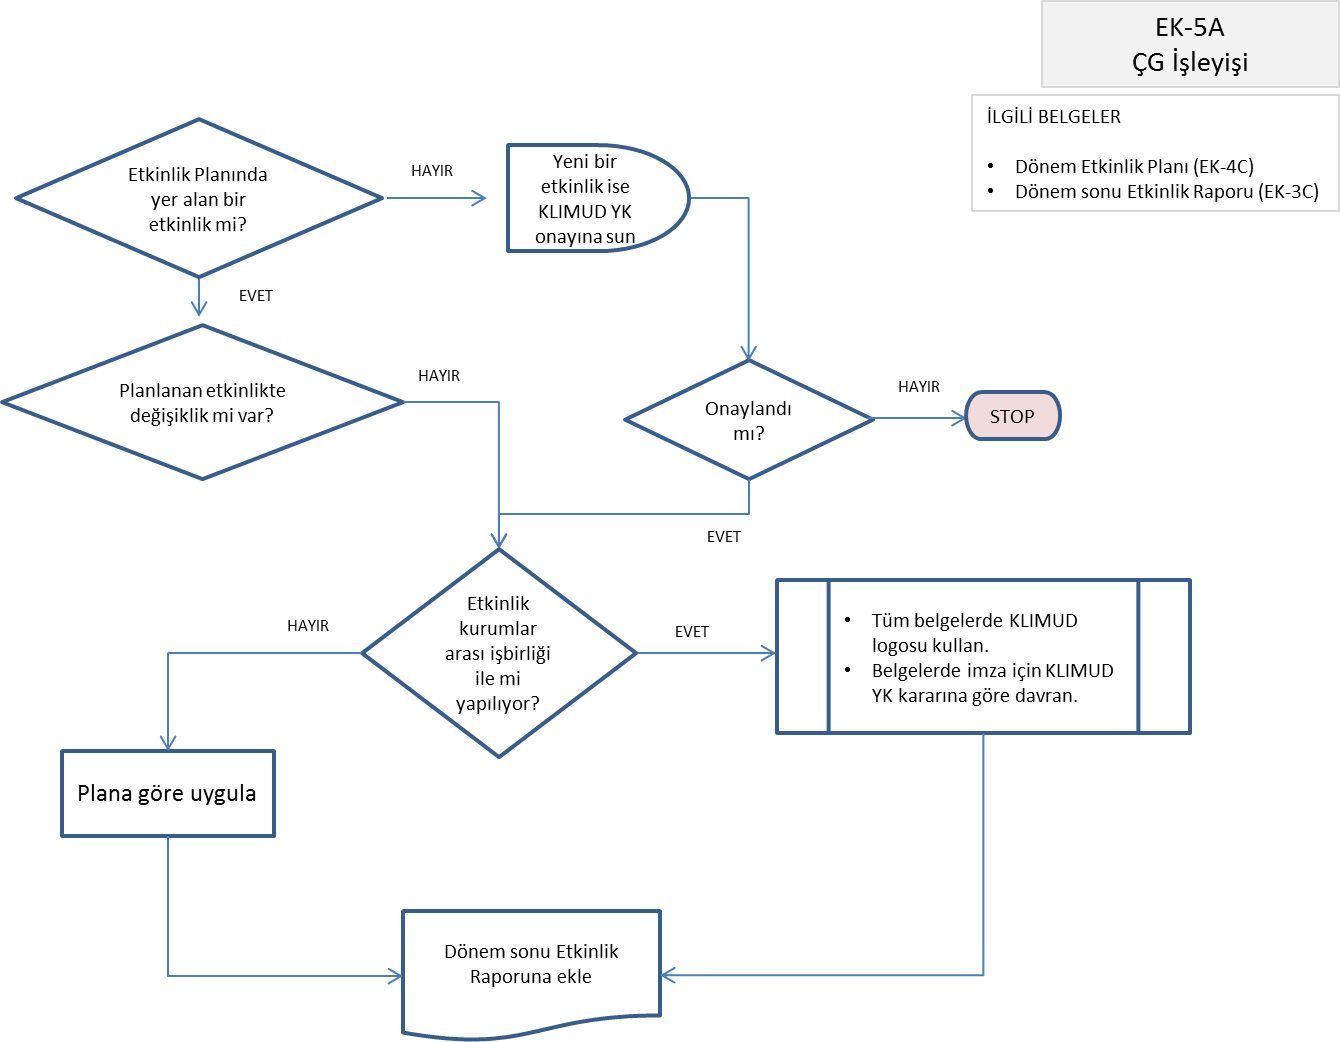 EK-5A
ÇG İşleyişi
İLGİLİ BELGELER
• Dönem Etkinlik Planı (EK-4C)
• Dönem sonu Etkinlik Raporu (EK-3C)
Etkinlik Planında
yer alan bir
etkinlik mi?
HAYIR
Yeni bir
etkinlik ise
KLIMUD YK
onayına sun
EVET
Planlanan etkinlikte
değişiklik mi var?
HAYIR
Onaylandı
mı?
HAYIR
STOP
EVET
Etkinlik
kurumlar
arası işbirliği
ile mi
yapılıyor?
HAYIR
EVET
• Tüm belgelerde KLIMUD
logosu kullan.
• Belgelerde imza için KLIMUD
YK kararına göre davran.
Plana göre uygula
Dönem sonu Etkinlik
Raporuna ekle